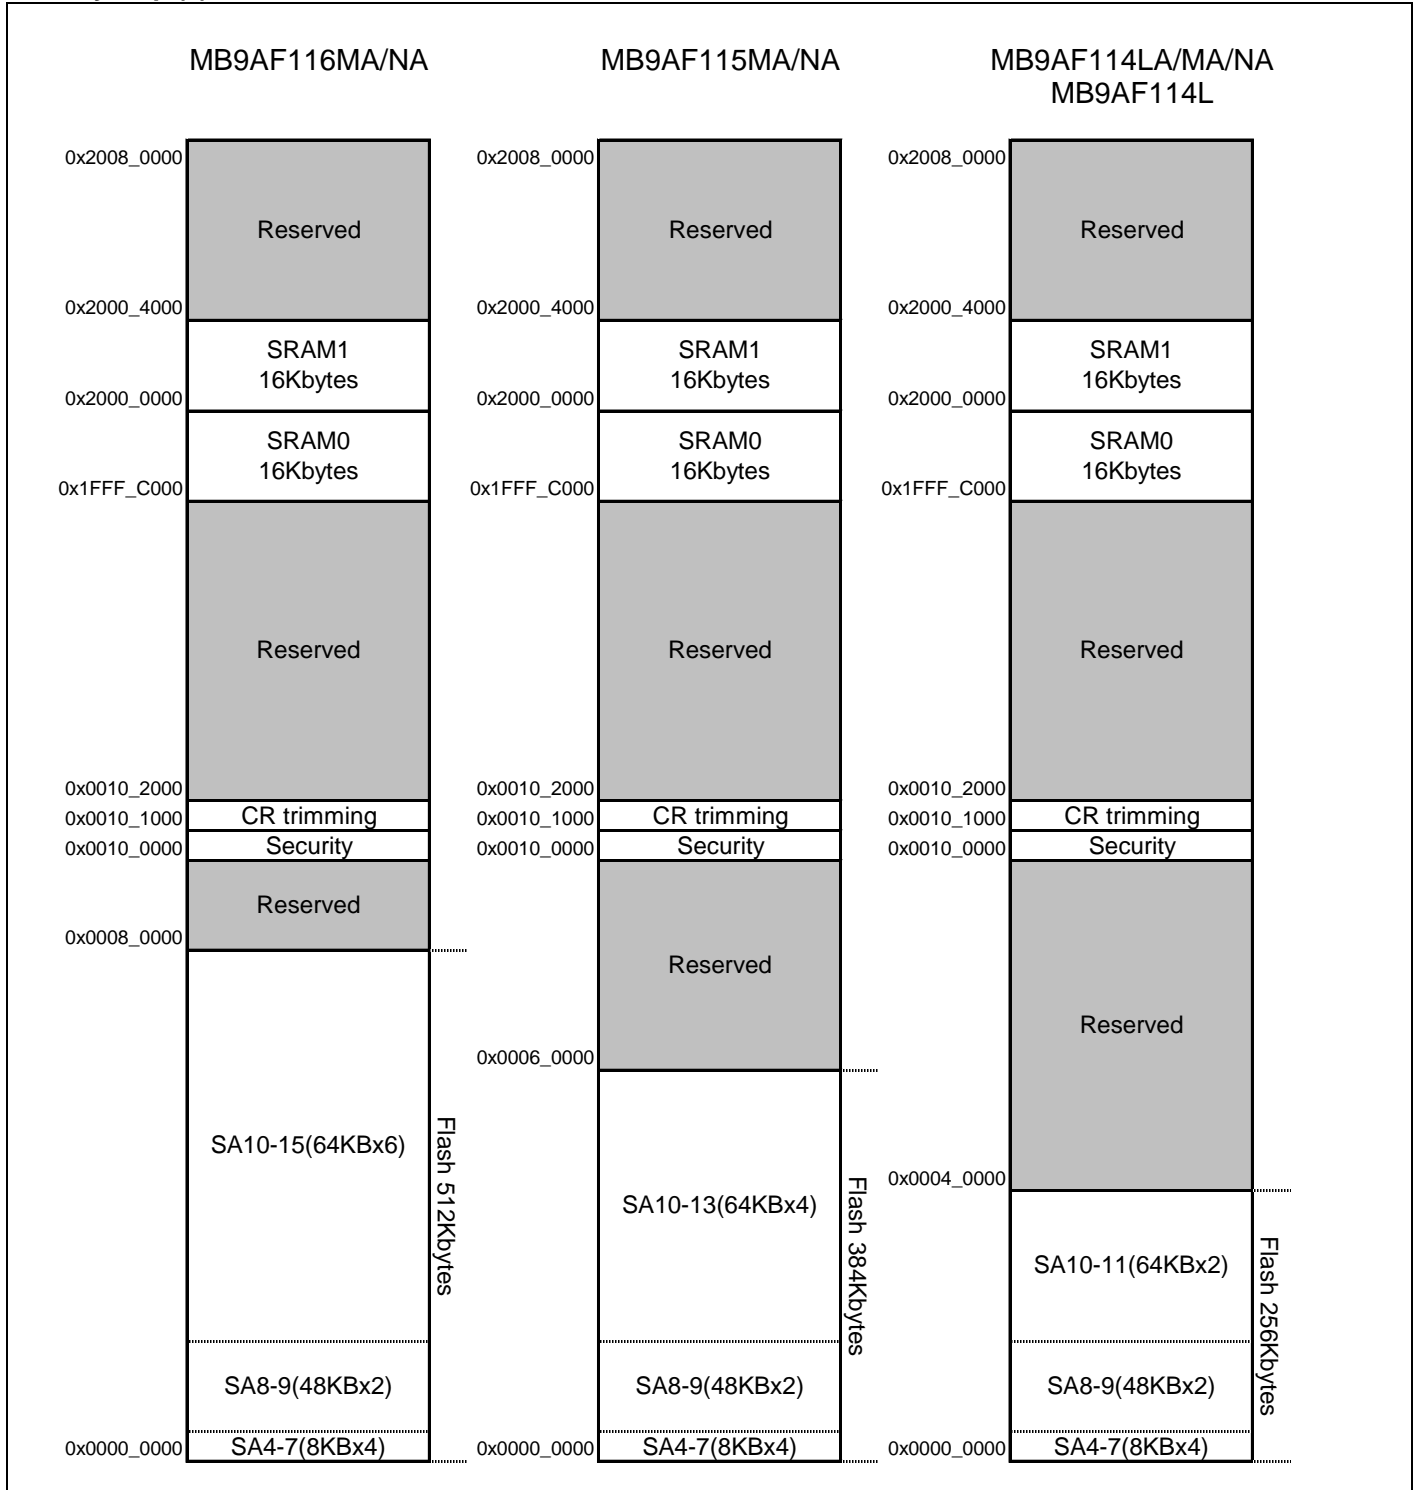 MB9AF116MA/NA
0x2008_0000
Reserved
0x2000_4000
SRAM1
16Kbytes
0x2000_0000
SRAM0
16Kbytes
0x1FFF_C000
Reserved
0x0010_2000
CR trimming
0x0010_1000
Security
0x0010_0000
Reserved
0x0008_0000
SA10-15(64KBx6)
Flash 512Kbytes
SA8-9(48KBx2)
SA4-7(8KBx4)
0x0000_0000
MB9AF115MA/NA
0x2008_0000
Reserved
0x2000_4000
SRAM1
16Kbytes
0x2000_0000
SRAM0
16Kbytes
0x1FFF_C000
Reserved
0x0010_2000
CR trimming
0x0010_1000
Security
0x0010_0000
Reserved
0x0006_0000
SA10-13(64KBx4)
Flash 384Kbytes
SA8-9(48KBx2)
SA4-7(8KBx4)
0x0000_0000
MB9AF114LA/MA/NA
MB9AF114L
0x2008_0000
Reserved
0x2000_4000
SRAM1
16Kbytes
0x2000_0000
SRAM0
16Kbytes
0x1FFF_C000
Reserved
0x0010_2000
CR trimming
0x0010_1000
Security
0x0010_0000
Reserved
0x0004_0000
SA10-11(64KBx2)
Flash 256Kbytes
SA8-9(48KBx2)
SA4-7(8KBx4)
0x0000_0000